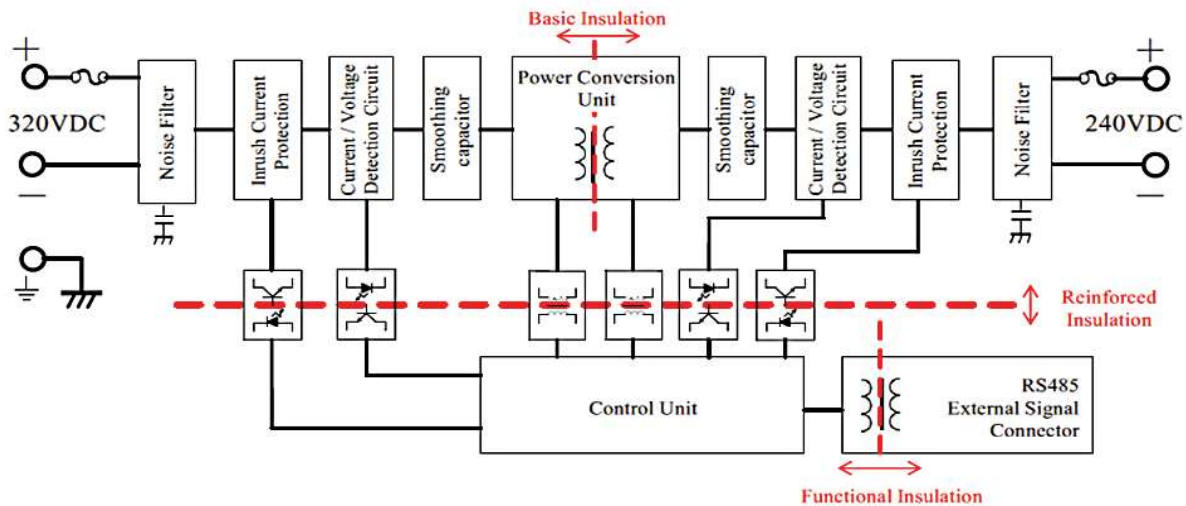 Basic Insulation
+
320VDC
—
Noise Filter
Inrush Current
Protection
Current / Voltage
Detection Circuit
Smoothing
capacitor
Power Conversion
Unit
Smoothing
capacitor
Current / Voltage
Detection Circuit
Inrush Current
Protection
Noise Filter
+
240VDC
—
Reinforced
Insulation
Control Unit
RS485
External Signal
Connector
Functional Insulation